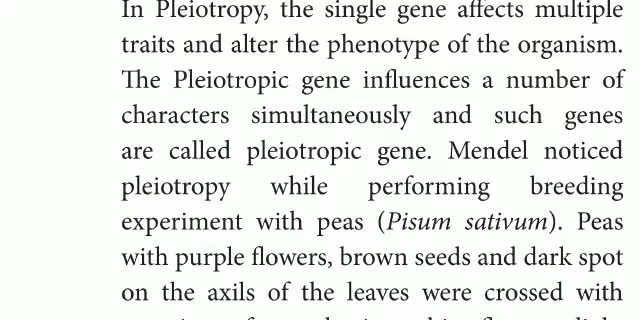 In Pleiotropy, the single gene affects multiple
traits and alter the phenotype of the organism.
The Pleiotropic gene influences a number of
characters simultaneously and such genes
are called pleiotropic gene. Mendel noticed
pleiotropy while performing breeding
experiment with peas (Pisum sativum). Peas
with purple flowers, brown seeds and dark spot
on the axils of the leaves were crossed with